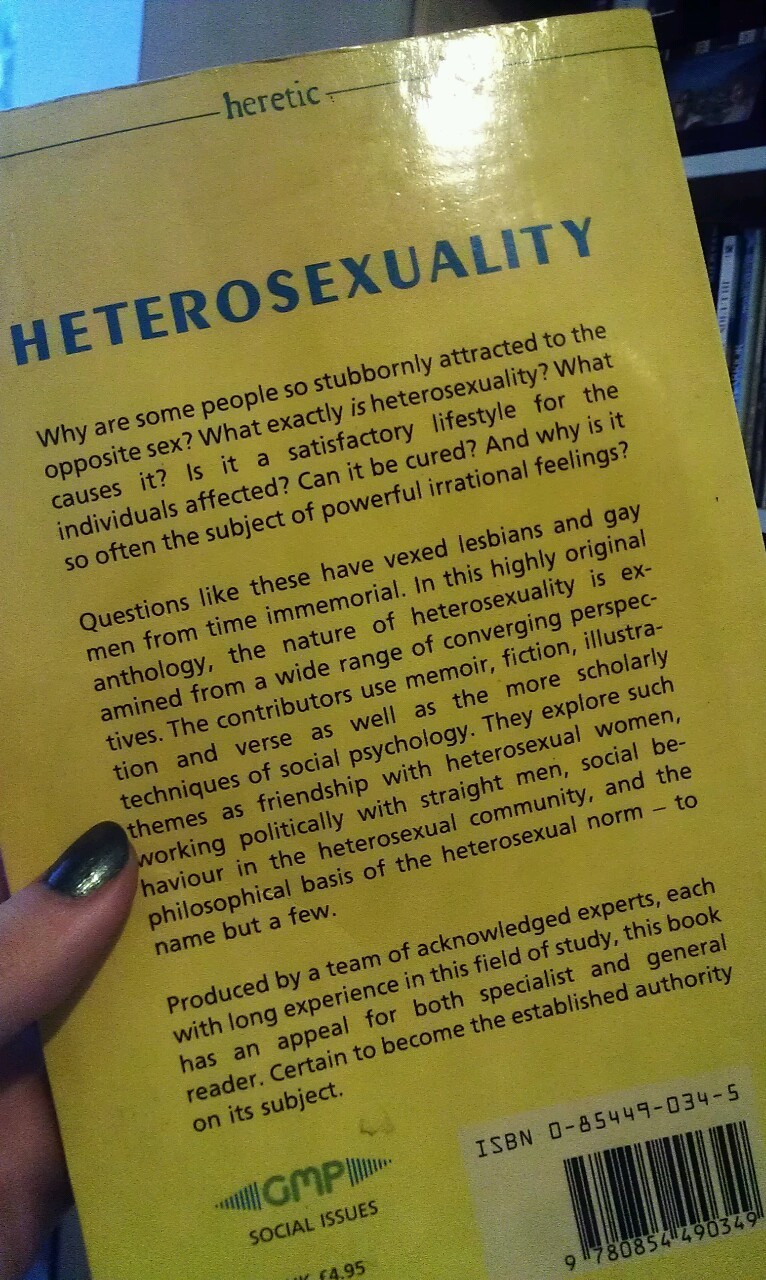 heretic
HETEROSEXUALITY
Why are some people so stubbornly attracted to the
opposite sex? What exactly is heterosexuality? What
causes it? Is it a satisfactory lifestyle for the
individuals affected? Can it be cured? And why is it
so often the subject of powerful irrational feelings?
Questions like these have vexed lesbians and gay
men from time immemorial. In this highly original
anthology, the nature of heterosexuality is ex-
amined from a wide range of converging perspec-
tives. The contributors use memoir, fiction, illustra-
tion and verse as well as the more scholarly
techniques of social psychology. They explore such
themes as friendship with heterosexual women,
working politically with straight men, social be-
haviour in the heterosexual community, and the
philosophical basis of the heterosexual norm – to
name but a few.
Produced by a team of acknowledged experts, each
with long experience in this field of study, this book
has an appeal for both specialist and general
reader. Certain to become the established authority
on its subject.
GMP
SOCIAL ISSUES
UK £4.95
ISBN 0-85449-034-5
9 780854 490349